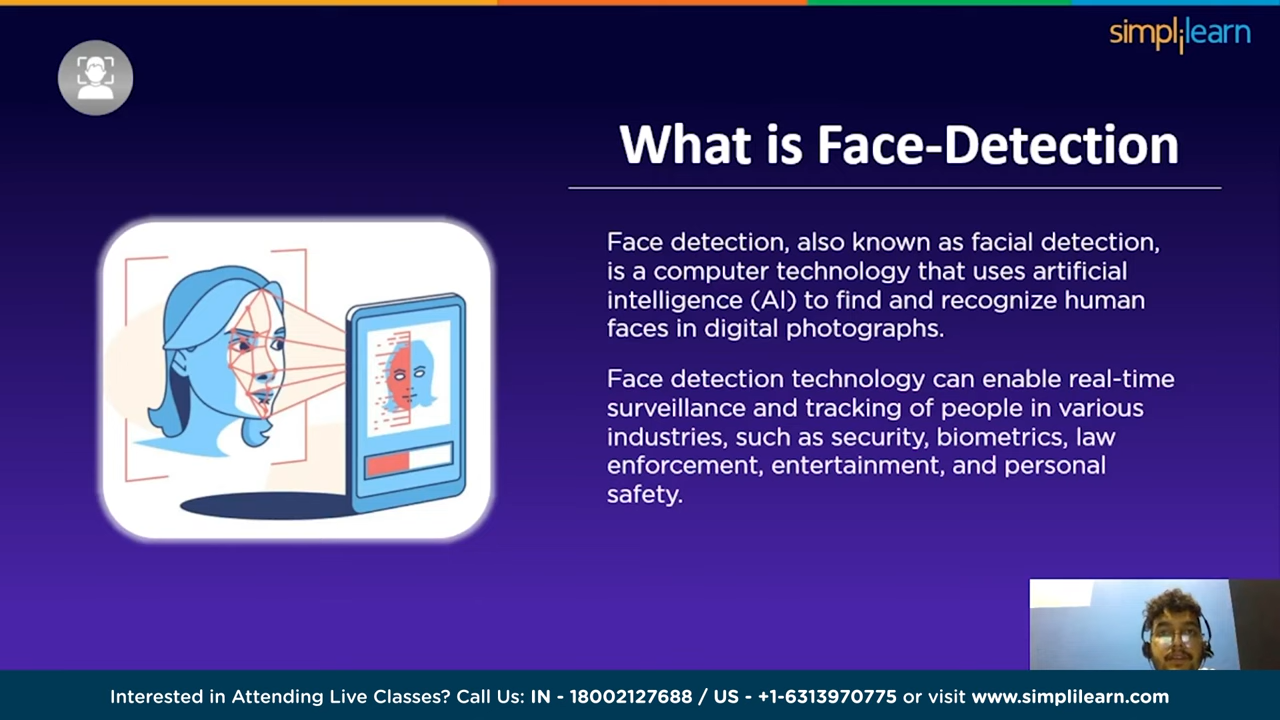 simplilearn
What is Face-Detection
Face detection, also known as facial detection,
is a computer technology that uses artificial
intelligence (AI) to find and recognize human
faces in digital photographs.
Face detection technology can enable real-time
surveillance and tracking of people in various
industries, such as security, biometrics, law
enforcement, entertainment, and personal
safety.
Interested in Attending Live Classes? Call Us: IN - 18002127688 / US - +1-6313970775 or visit www.simplilearn.com